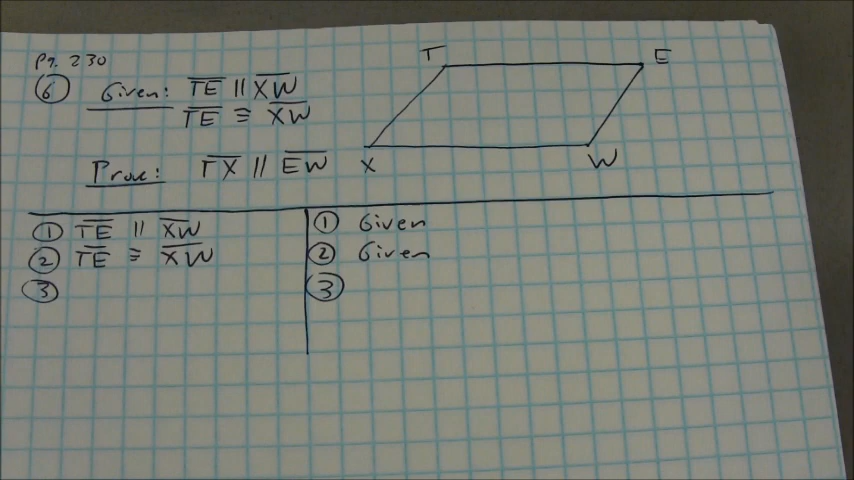 Pg. 230
6 Given: TE || XW
TE ≅ XW
Prove: TX || EW
T E
X W
1 TE || XW 1 Given
2 TE ≅ XW 2 Given
3 3